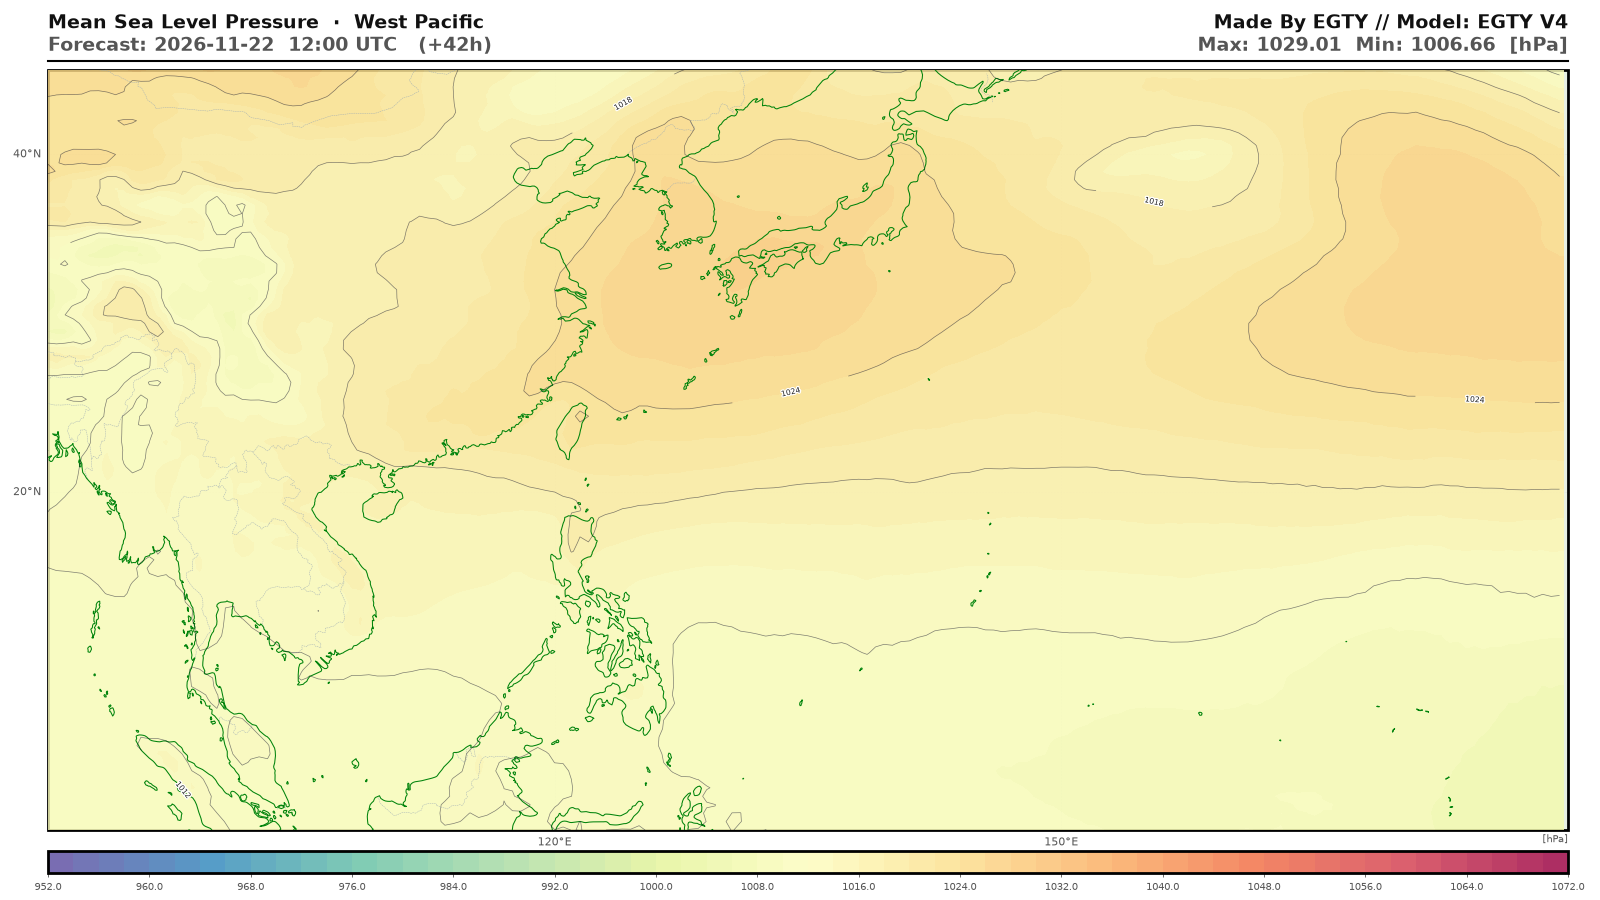 Mean Sea Level Pressure · West Pacific
Made By EGTY // Model: EGTY V4
Forecast: 2026-11-22 12:00 UTC (+42h)
Max: 1029.01 Min: 1006.66 [hPa]
1018
40°N
1018
1024
1024
20°N
1012
120°E
150°E
[hPa]
952.0 960.0 968.0 976.0 984.0 992.0 1000.0 1008.0 1016.0 1024.0 1032.0 1040.0 1048.0 1056.0 1064.0 1072.0